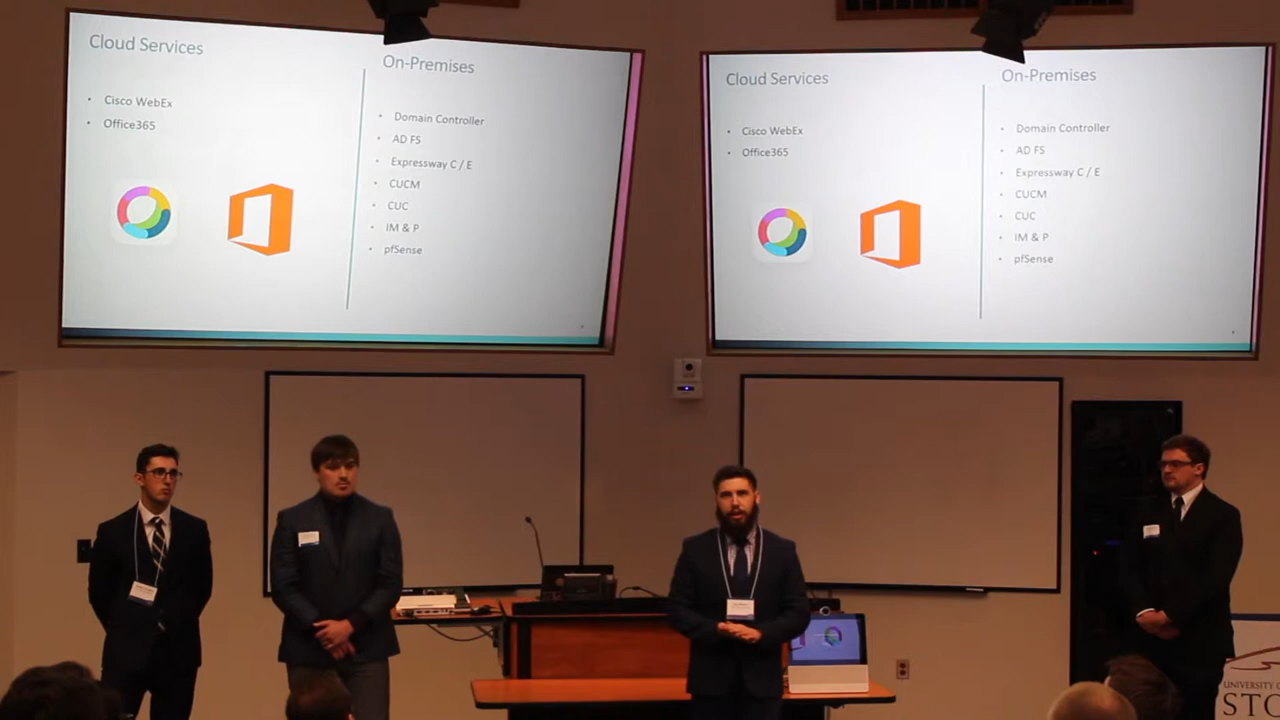 Cloud Services
• Cisco WebEx
• Office365
On-Premises
• Domain Controller
• AD FS
• Expressway C / E
• CUCM
• CUC
• IM & P
• pfSense
Cloud Services
• Cisco WebEx
• Office365
On-Premises
• Domain Controller
• AD FS
• Expressway C / E
• CUCM
• CUC
• IM & P
• pfSense
UNIVERSITY
STO